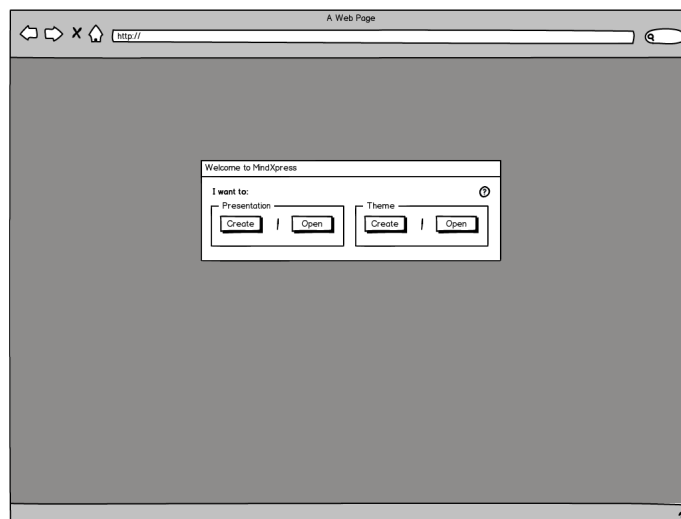 A Web Page
http://
Welcome to MindXpress
I want to:
?
Presentation
Theme
Create / Open
Create / Open